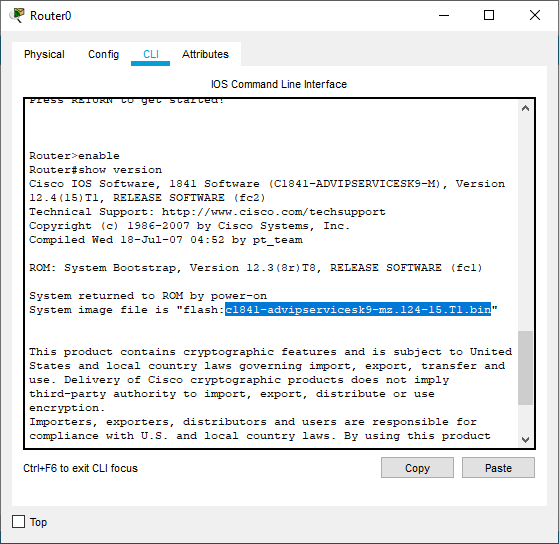 Router0
Physical Config CLI Attributes
IOS Command Line Interface
Press RETURN to get started!
Router>enable
Router#show version
Cisco IOS Software, 1841 Software (C1841-ADVIPSERVICESK9-M), Version
12.4(15)T1, RELEASE SOFTWARE (fc2)
Technical Support: http://www.cisco.com/techsupport
Copyright (c) 1986-2007 by Cisco Systems, Inc.
Compiled Wed 18-Jul-07 04:52 by pt_team
ROM: System Bootstrap, Version 12.3(8r)T8, RELEASE SOFTWARE (fc1)
System returned to ROM by power-on
System image file is "flash:c1841-advipservicesk9-mz.124-15.T1.bin"
This product contains cryptographic features and is subject to United
States and local country laws governing import, export, transfer and
use. Delivery of Cisco cryptographic products does not imply
third-party authority to import, export, distribute or use
encryption.
Importers, exporters, distributors and users are responsible for
compliance with U.S. and local country laws. By using this product
Ctrl+F6 to exit CLI focus
Copy Paste
Top